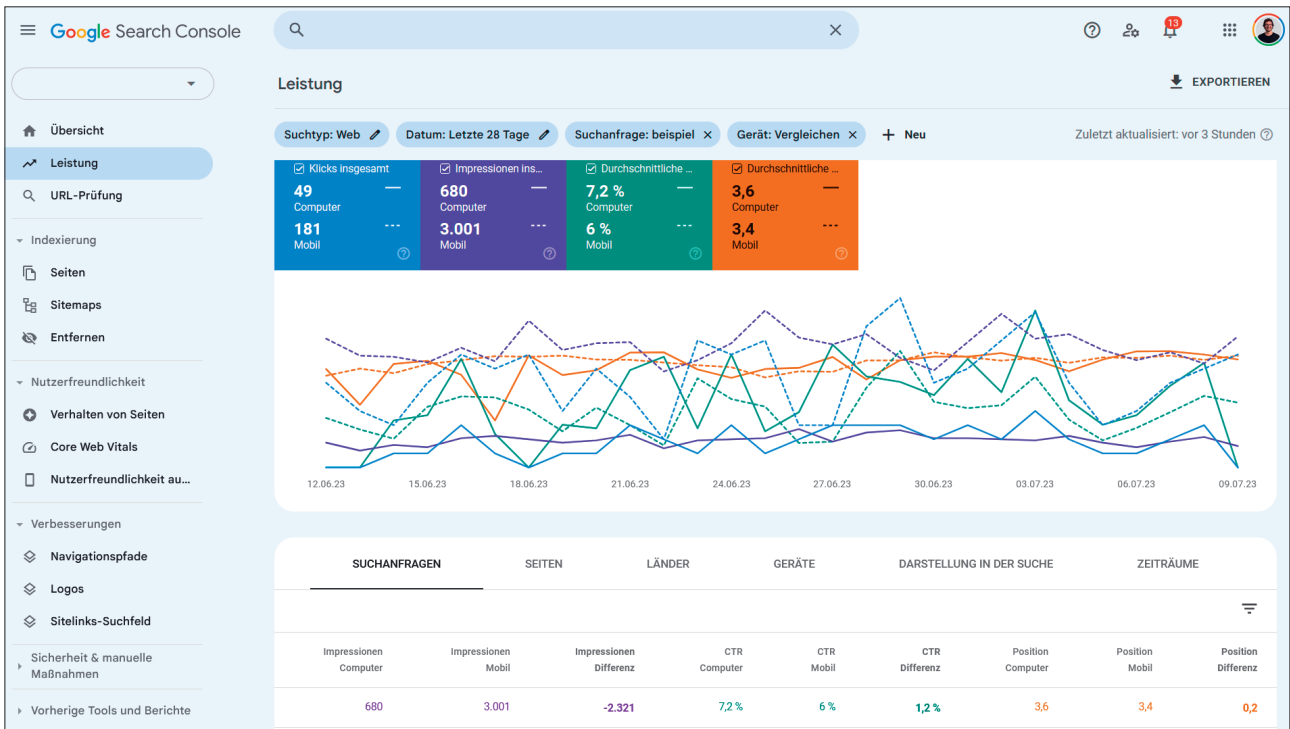 Google Search Console
13
Leistung
EXPORTIEREN
Übersicht
Leistung
URL-Prüfung
Indexierung
Seiten
Sitemaps
Entfernen
Nutzerfreundlichkeit
Verhalten von Seiten
Core Web Vitals
Nutzerfreundlichkeit au...
Verbesserungen
Navigationspfade
Logos
Sitelinks-Suchfeld
Sicherheit & manuelle
Maßnahmen
Vorherige Tools und Berichte
Suchtyp: Web
Datum: Letzte 28 Tage
Suchanfrage: beispiel
Gerät: Vergleichen
Neu
Zuletzt aktualisiert: vor 3 Stunden
Klicks insgesamt
49
Computer
181
Mobil
Impressionen ins...
680
Computer
3.001
Mobil
Durchschnittliche ...
7,2 %
Computer
6 %
Mobil
Durchschnittliche ...
3,6
Computer
3,4
Mobil
12.06.23 15.06.23 18.06.23 21.06.23 24.06.23 27.06.23 30.06.23 03.07.23 06.07.23 09.07.23
SUCHANFRAGEN SEITEN LÄNDER GERÄTE DARSTELLUNG IN DER SUCHE ZEITRÄUME
Impressionen Impressionen Impressionen CTR CTR CTR Position Position Position
Computer Mobil Differenz Computer Mobil Differenz Computer Mobil Differenz
680 3.001 -2.321 7,2 % 6 % 1,2 % 3,6 3,4 0,2